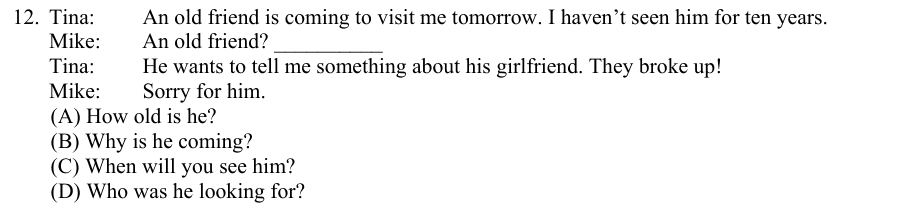 12. Tina: An old friend is coming to visit me tomorrow. I haven't seen him for ten years.
Mike: An old friend? __________
Tina: He wants to tell me something about his girlfriend. They broke up!
Mike: Sorry for him.
(A) How old is he?
(B) Why is he coming?
(C) When will you see him?
(D) Who was he looking for?